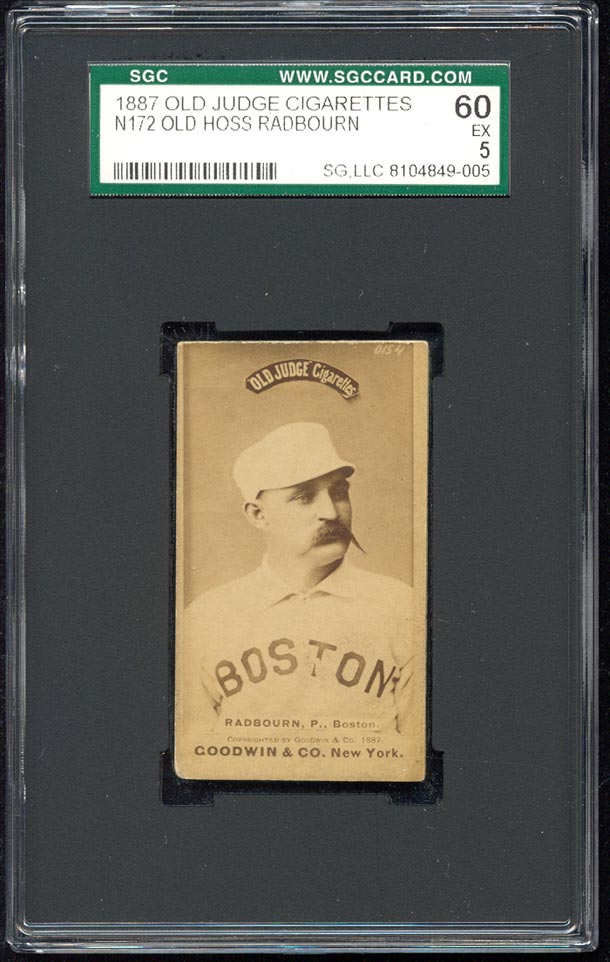 SGC WWW.SGCCARD.COM
1887 OLD JUDGE CIGARETTES 60
N172 OLD HOSS RADBOURN EX
5
SG,LLC 8104849-005
0154
"OLD JUDGE" Cigarettes
BOSTON
RADBOURN, P., Boston.
COPYRIGHTED BY GOODWIN & CO. 1887.
GOODWIN & CO. New York.